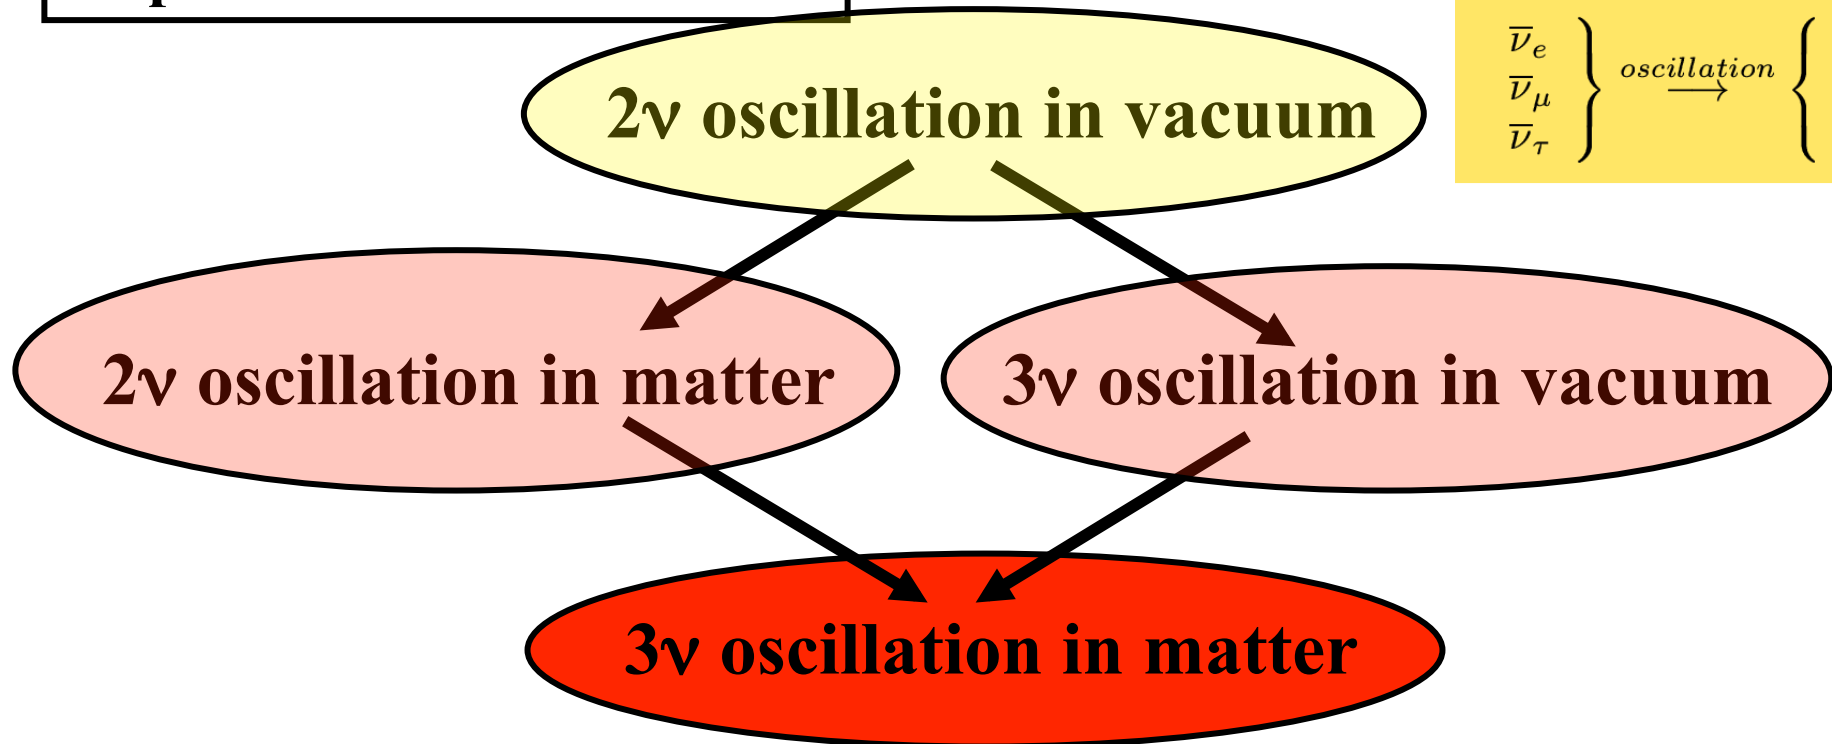 2ν oscillation in vacuum
ν̅e
ν̅μ
ν̅τ
} oscillation → {
2ν oscillation in matter
3ν oscillation in vacuum
3ν oscillation in matter